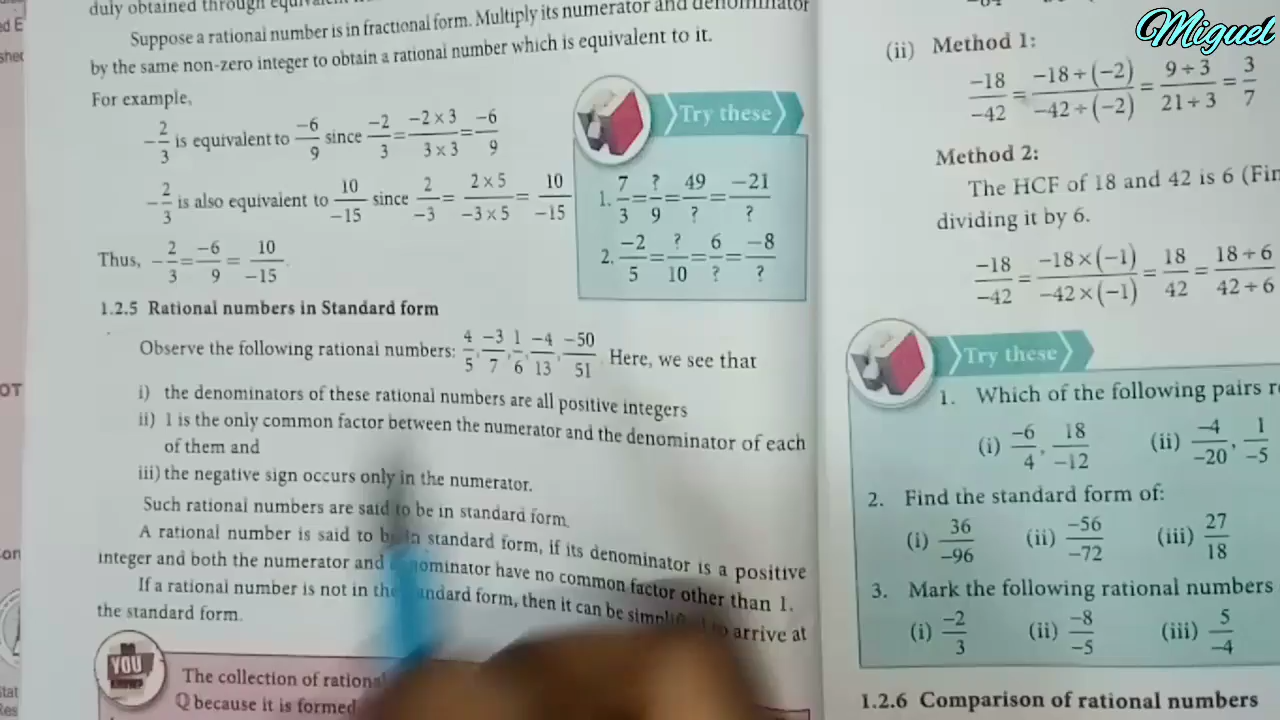 duly obtained through
Suppose a rational number is in fractional form. Multiply its numerator and denominator
by the same non-zero integer to obtain a rational number which is equivalent to it.
For example,
-2/3 is equivalent to -6/9 since -2/3 = -2 × 3/3 × 3 = -6/9
-2/3 is also equivalent to 10/-15 since 2/-3 = 2 × 5/-3 × 5 = 10/-15
Thus, -2/3 = -6/9 = 10/-15.
Try these
1. 7/3 = ?/9 = 49/? = -21/?
2. -2/5 = ?/10 = 6/? = -8/?
1.2.5 Rational numbers in Standard form
Observe the following rational numbers: 4/5, -3/7, 1/6, -4/13, -50/51. Here, we see that
i) the denominators of these rational numbers are all positive integers
ii) 1 is the only common factor between the numerator and the denominator of each
of them and
iii) the negative sign occurs only in the numerator.
Such rational numbers are said to be in standard form.
A rational number is said to be in standard form, if its denominator is a positive
integer and both the numerator and denominator have no common factor other than 1.
If a rational number is not in the standard form, then it can be simplified to arrive at
the standard form.
YOU
The collection of
Q because it is formed
Miguel
(ii) Method 1:
-18/-42 = -18 ÷ (-2)/-42 ÷ (-2) = 9 ÷ 3/21 ÷ 3 = 3/7
Method 2:
The HCF of 18 and 42 is 6
dividing it by 6.
-18/-42 = -18 × (-1)/-42 × (-1) = 18/42 = 18 ÷ 6/42 ÷ 6
Try these
1. Which of the following pairs
(i) -6/4, 18/-12 (ii) -4/-20, 1/-5
2. Find the standard form of:
(i) 36/-96 (ii) -56/-72 (iii) 27/18
3. Mark the following rational numbers
(i) -2/3 (ii) -8/-5 (iii) 5/-4
1.2.6 Comparison of rational numbers